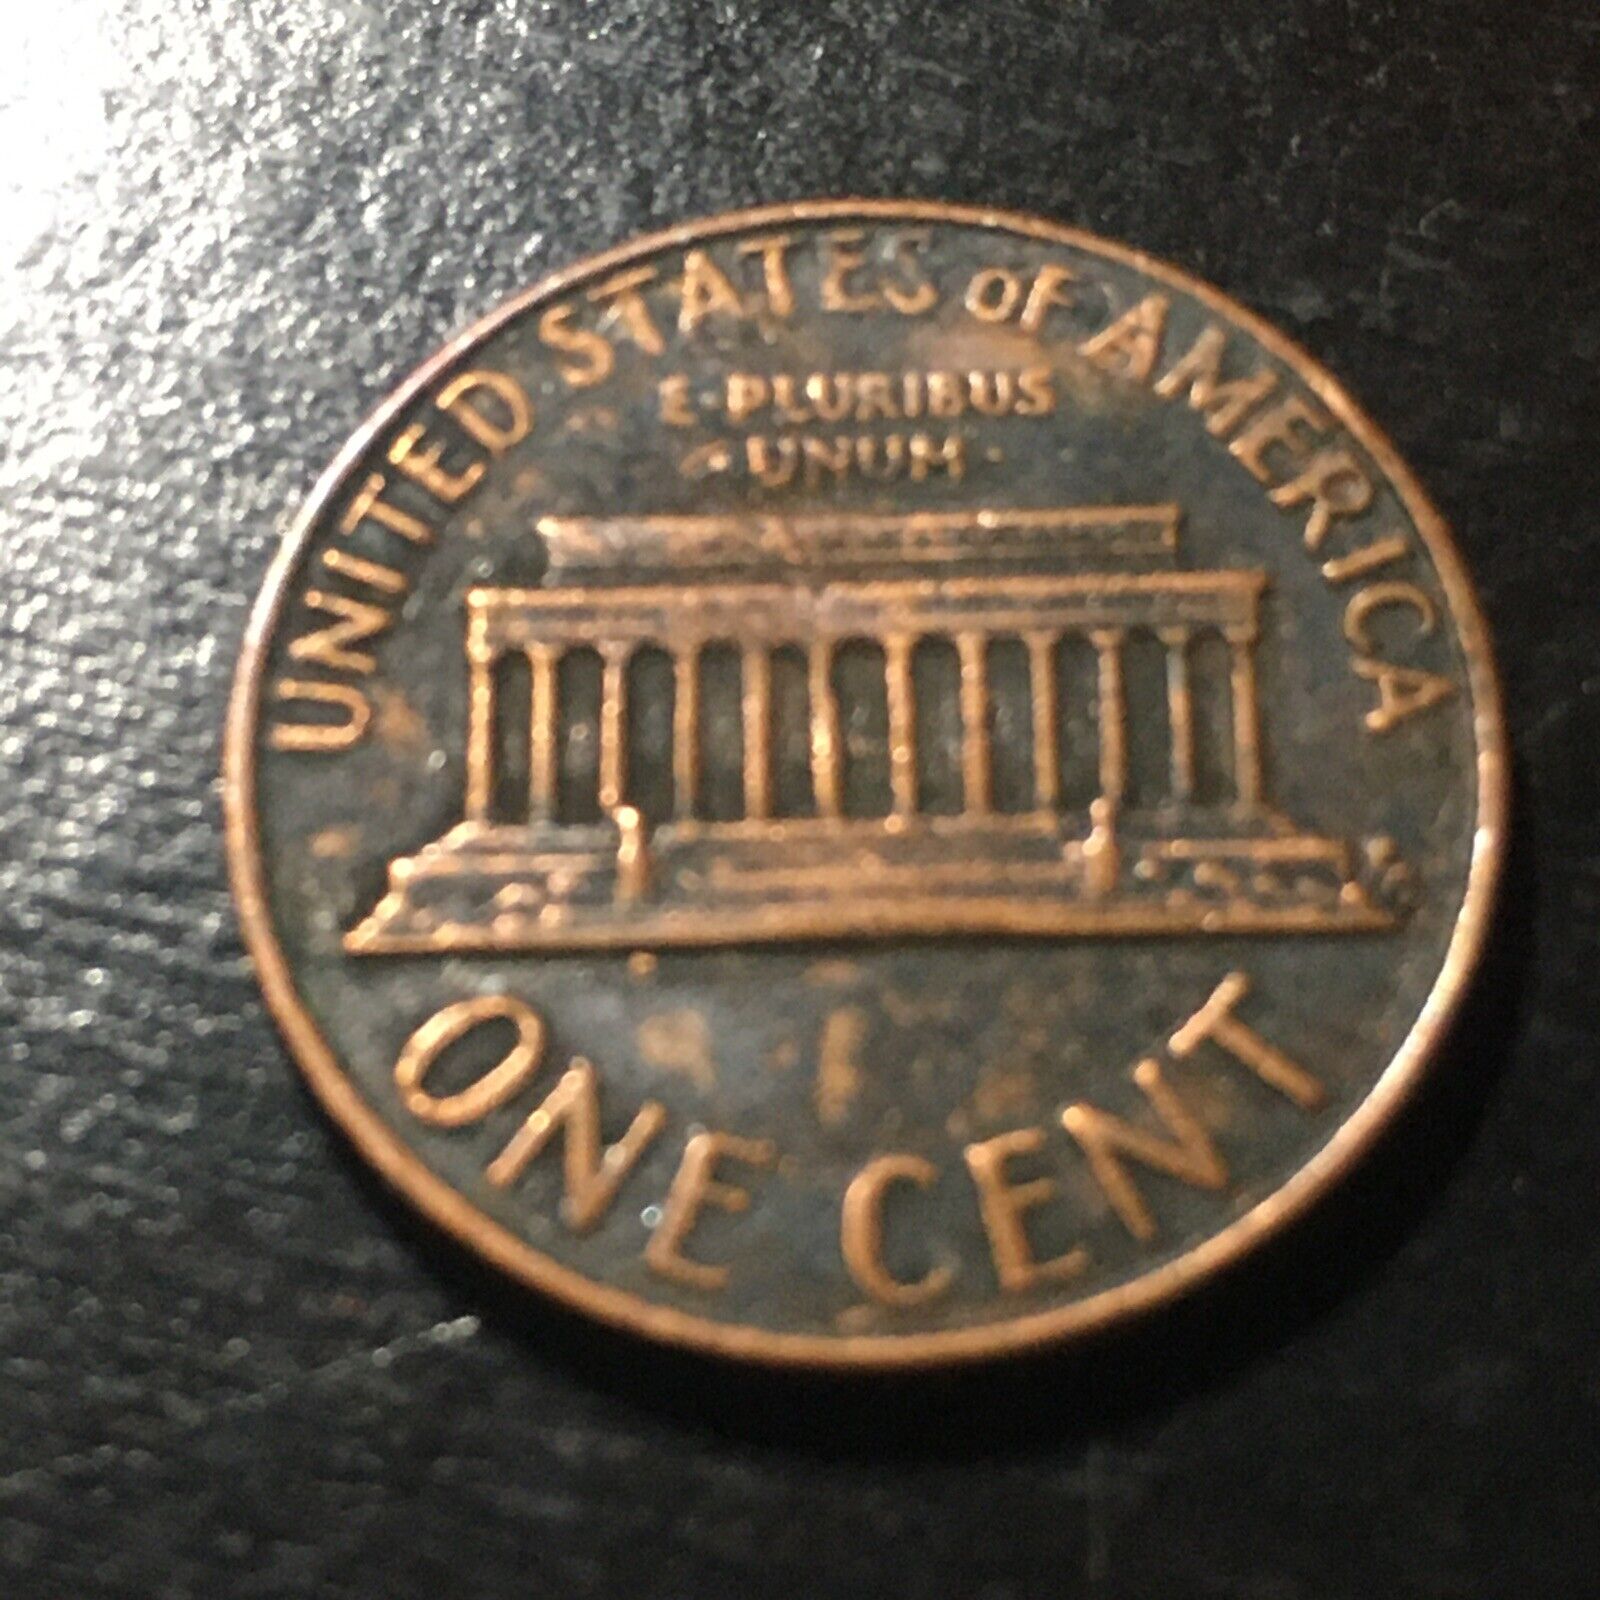 UNITED STATES OF AMERICA
E·PLURIBUS
·UNUM·
ONE CENT